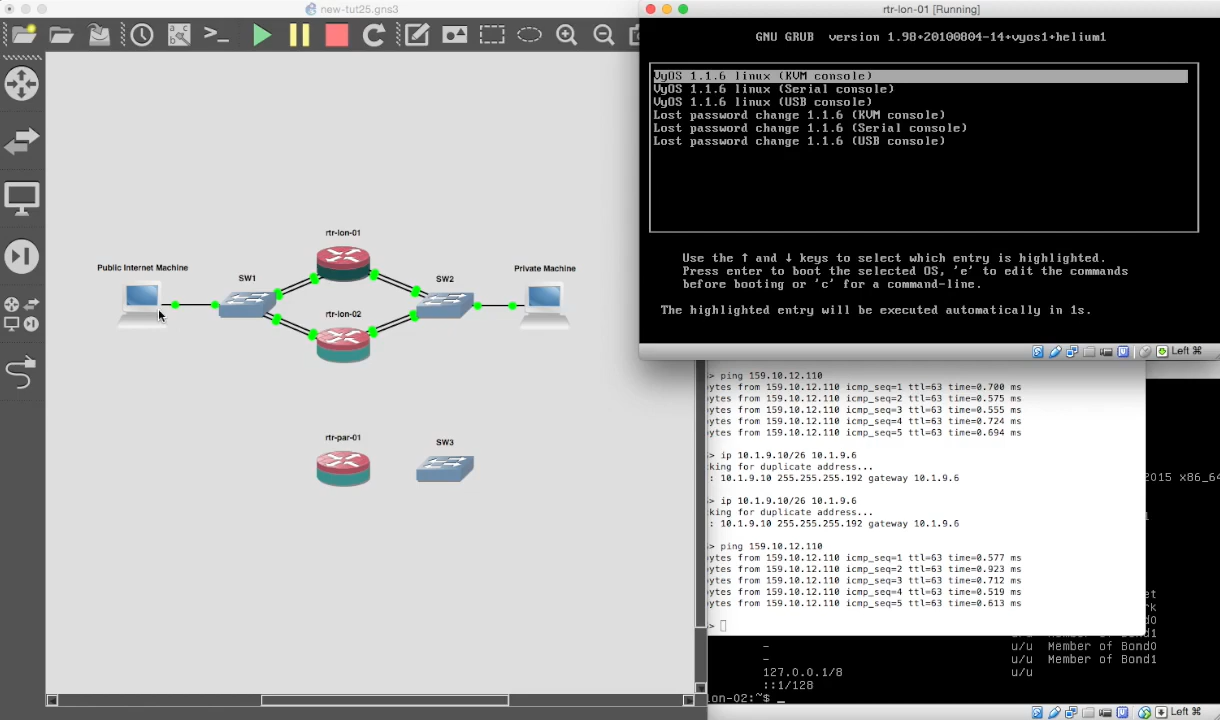 new-tut25.gns3
rtr-lon-01 [Running]
GNU GRUB version 1.98+20100804-14+vyos1+helium1
VyOS 1.1.6 linux (KVM console)
VyOS 1.1.6 linux (Serial console)
VyOS 1.1.6 linux (USB console)
Lost password change 1.1.6 (KVM console)
Lost password change 1.1.6 (Serial console)
Lost password change 1.1.6 (USB console)
Use the ↑ and ↓ keys to select which entry is highlighted.
Press enter to boot the selected OS, 'e' to edit the commands
before booting or 'c' for a command-line.
The highlighted entry will be executed automatically in 1s.
Left ⌘
rtr-lon-01
Public Internet Machine
SW1
SW2
Private Machine
rtr-lon-02
rtr-par-01
SW3
> ping 159.10.12.110
ytes from 159.10.12.110 icmp_seq=1 ttl=63 time=0.700 ms
ytes from 159.10.12.110 icmp_seq=2 ttl=63 time=0.575 ms
ytes from 159.10.12.110 icmp_seq=3 ttl=63 time=0.555 ms
ytes from 159.10.12.110 icmp_seq=4 ttl=63 time=0.724 ms
ytes from 159.10.12.110 icmp_seq=5 ttl=63 time=0.694 ms
> ip 10.1.9.10/26 10.1.9.6
king for duplicate address...
: 10.1.9.10 255.255.255.192 gateway 10.1.9.6
> ip 10.1.9.10/26 10.1.9.6
king for duplicate address...
: 10.1.9.10 255.255.255.192 gateway 10.1.9.6
> ping 159.10.12.110
ytes from 159.10.12.110 icmp_seq=1 ttl=63 time=0.577 ms
ytes from 159.10.12.110 icmp_seq=2 ttl=63 time=0.923 ms
ytes from 159.10.12.110 icmp_seq=3 ttl=63 time=0.712 ms
ytes from 159.10.12.110 icmp_seq=4 ttl=63 time=0.519 ms
ytes from 159.10.12.110 icmp_seq=5 ttl=63 time=0.613 ms
>
2015 x86_64
et
rk
u/u Member of Bond1
- u/u Member of Bond0
- u/u Member of Bond1
127.0.0.1/8 u/u
::1/128
lon-02:~$ _
Left ⌘